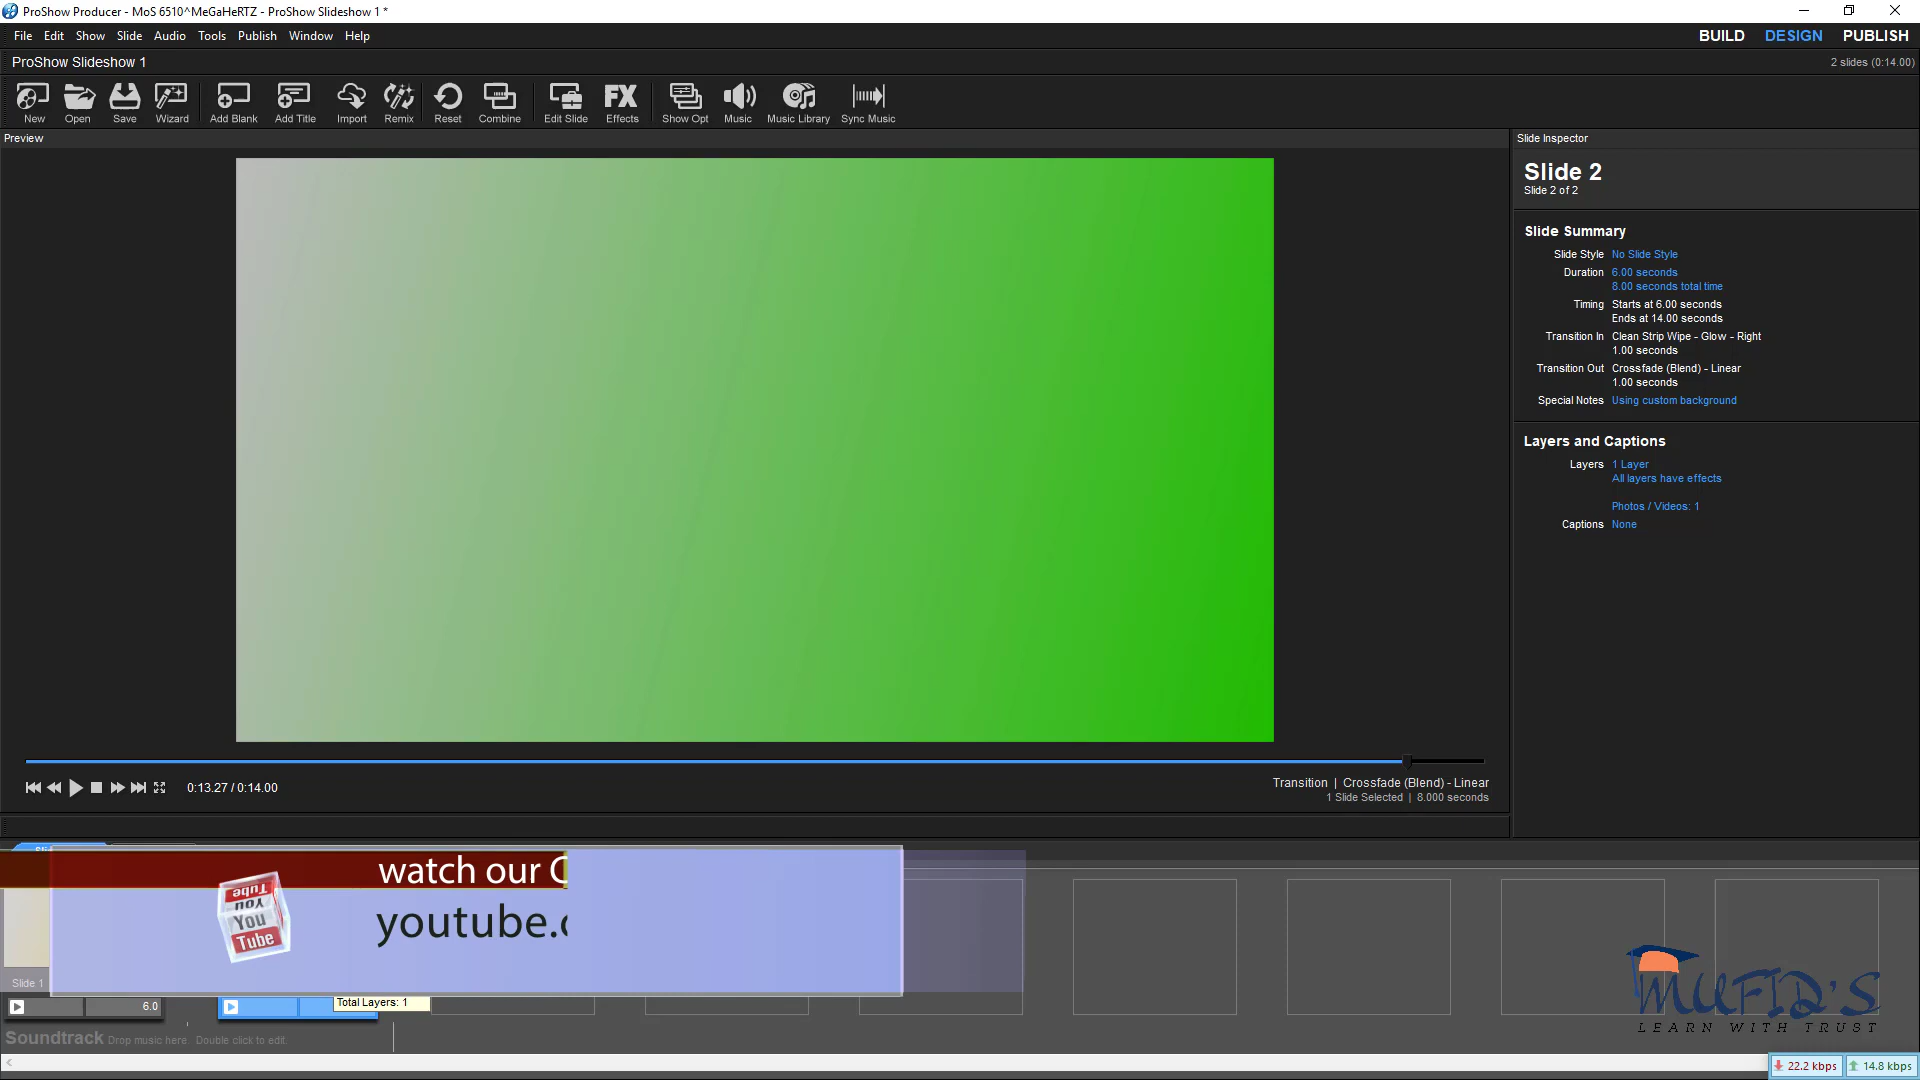 ProShow Producer - MoS 6510^MeGaHeRTZ - ProShow Slideshow 1 *
File Edit Show Slide Audio Tools Publish Window Help
BUILD DESIGN PUBLISH
ProShow Slideshow 1
2 slides (0:14.00)
New Open Save Wizard Add Blank Add Title Import Remix Reset Combine Edit Slide Effects Show Opt Music Music Library Sync Music
FX
Preview
Slide Inspector
Slide 2
Slide 2 of 2
Slide Summary
Slide Style No Slide Style
Duration 6.00 seconds
8.00 seconds total time
Timing Starts at 6.00 seconds
Ends at 14.00 seconds
Transition In Clean Strip Wipe - Glow - Right
1.00 seconds
Transition Out Crossfade (Blend) - Linear
1.00 seconds
Special Notes Using custom background
Layers and Captions
Layers 1 Layer
All layers have effects
Photos / Videos: 1
Captions None
0:13.27 / 0:14.00
Transition | Crossfade (Blend) - Linear
1 Slide Selected | 8.000 seconds
watch our
youtube.
Tube
You
You
Tube
Slide 1
6.0
Total Layers: 1
Soundtrack Drop music here Double click to edit
MUFIQ'S
LEARN WITH TRUST
22.2 kbps 14.8 kbps